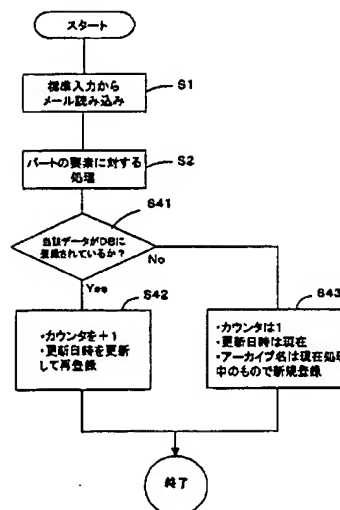 スタート
標準入力から
メール読み込み
S1
パートの要素に対する
処理
S2
S41
当該データがDBに
登録されているか?
No
Yes
S42
・カウンタを+1
・更新日時を更新
して再登録
S43
・カウンタは1
・更新日時は現在
・アーカイブ名は現在処理
中のもので新規登録
終了